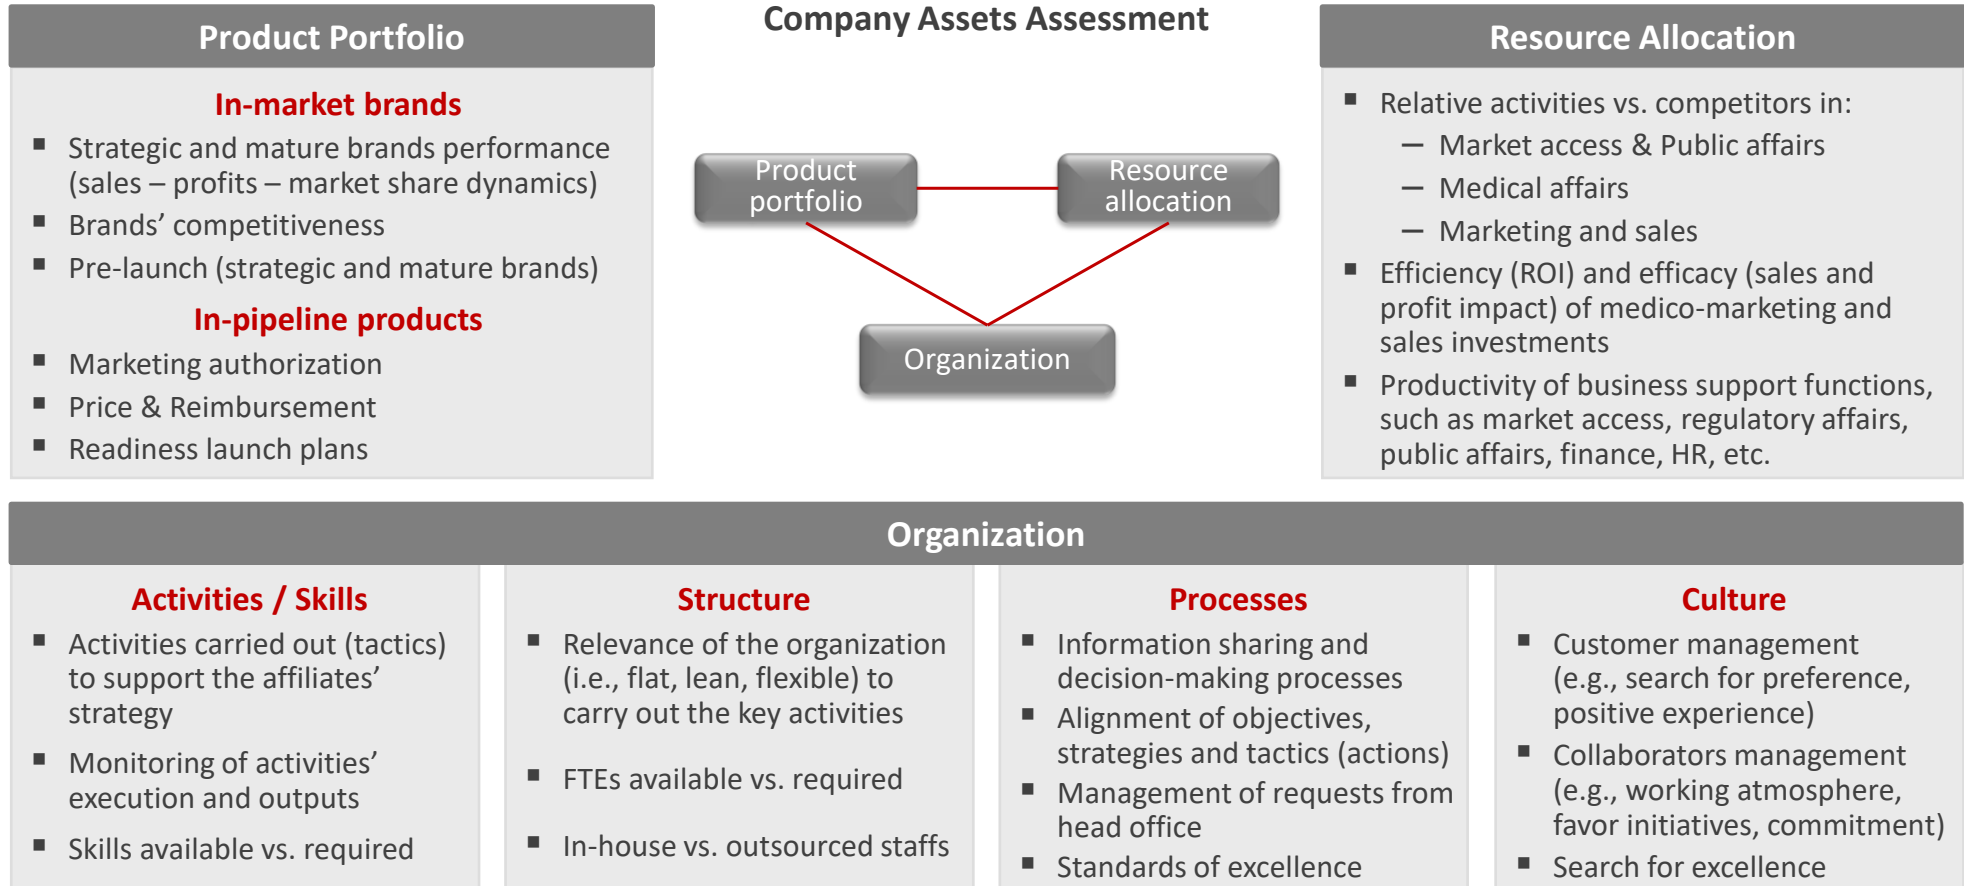 Company Assets Assessment
Product Portfolio
In-market brands
▪ Strategic and mature brands performance
(sales – profits – market share dynamics)
▪ Brands’ competitiveness
▪ Pre-launch (strategic and mature brands)
In-pipeline products
▪ Marketing authorization
▪ Price & Reimbursement
▪ Readiness launch plans
Product
portfolio
Resource
allocation
Organization
Resource Allocation
▪ Relative activities vs. competitors in:
– Market access & Public affairs
– Medical affairs
– Marketing and sales
▪ Efficiency (ROI) and efficacy (sales and
profit impact) of medico-marketing and
sales investments
▪ Productivity of business support functions,
such as market access, regulatory affairs,
public affairs, finance, HR, etc.
Organization
Activities / Skills
▪ Activities carried out (tactics)
to support the affiliates’
strategy
▪ Monitoring of activities’
execution and outputs
▪ Skills available vs. required
Structure
▪ Relevance of the organization
(i.e., flat, lean, flexible) to
carry out the key activities
▪ FTEs available vs. required
▪ In-house vs. outsourced staffs
Processes
▪ Information sharing and
decision-making processes
▪ Alignment of objectives,
strategies and tactics (actions)
▪ Management of requests from
head office
▪ Standards of excellence
Culture
▪ Customer management
(e.g., search for preference,
positive experience)
▪ Collaborators management
(e.g., working atmosphere,
favor initiatives, commitment)
▪ Search for excellence